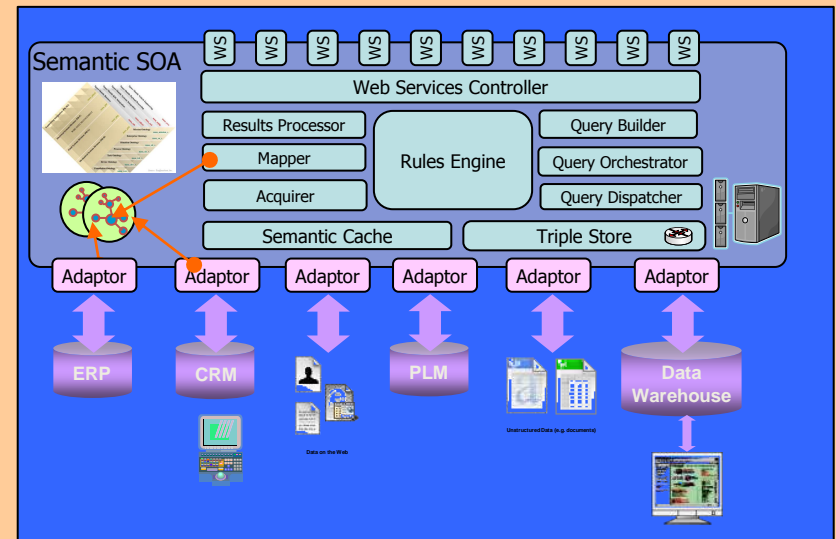 WS WS WS WS WS WS WS WS WS WS
Semantic SOA
Web Services Controller
Results Processor
Mapper
Acquirer
Rules Engine
Query Builder
Query Orchestrator
Query Dispatcher
Semantic Cache
Triple Store
Adaptor Adaptor Adaptor Adaptor Adaptor Adaptor
ERP
CRM
Data on the Web
PLM
Unstructured Data (e.g. documents)
Data
Warehouse